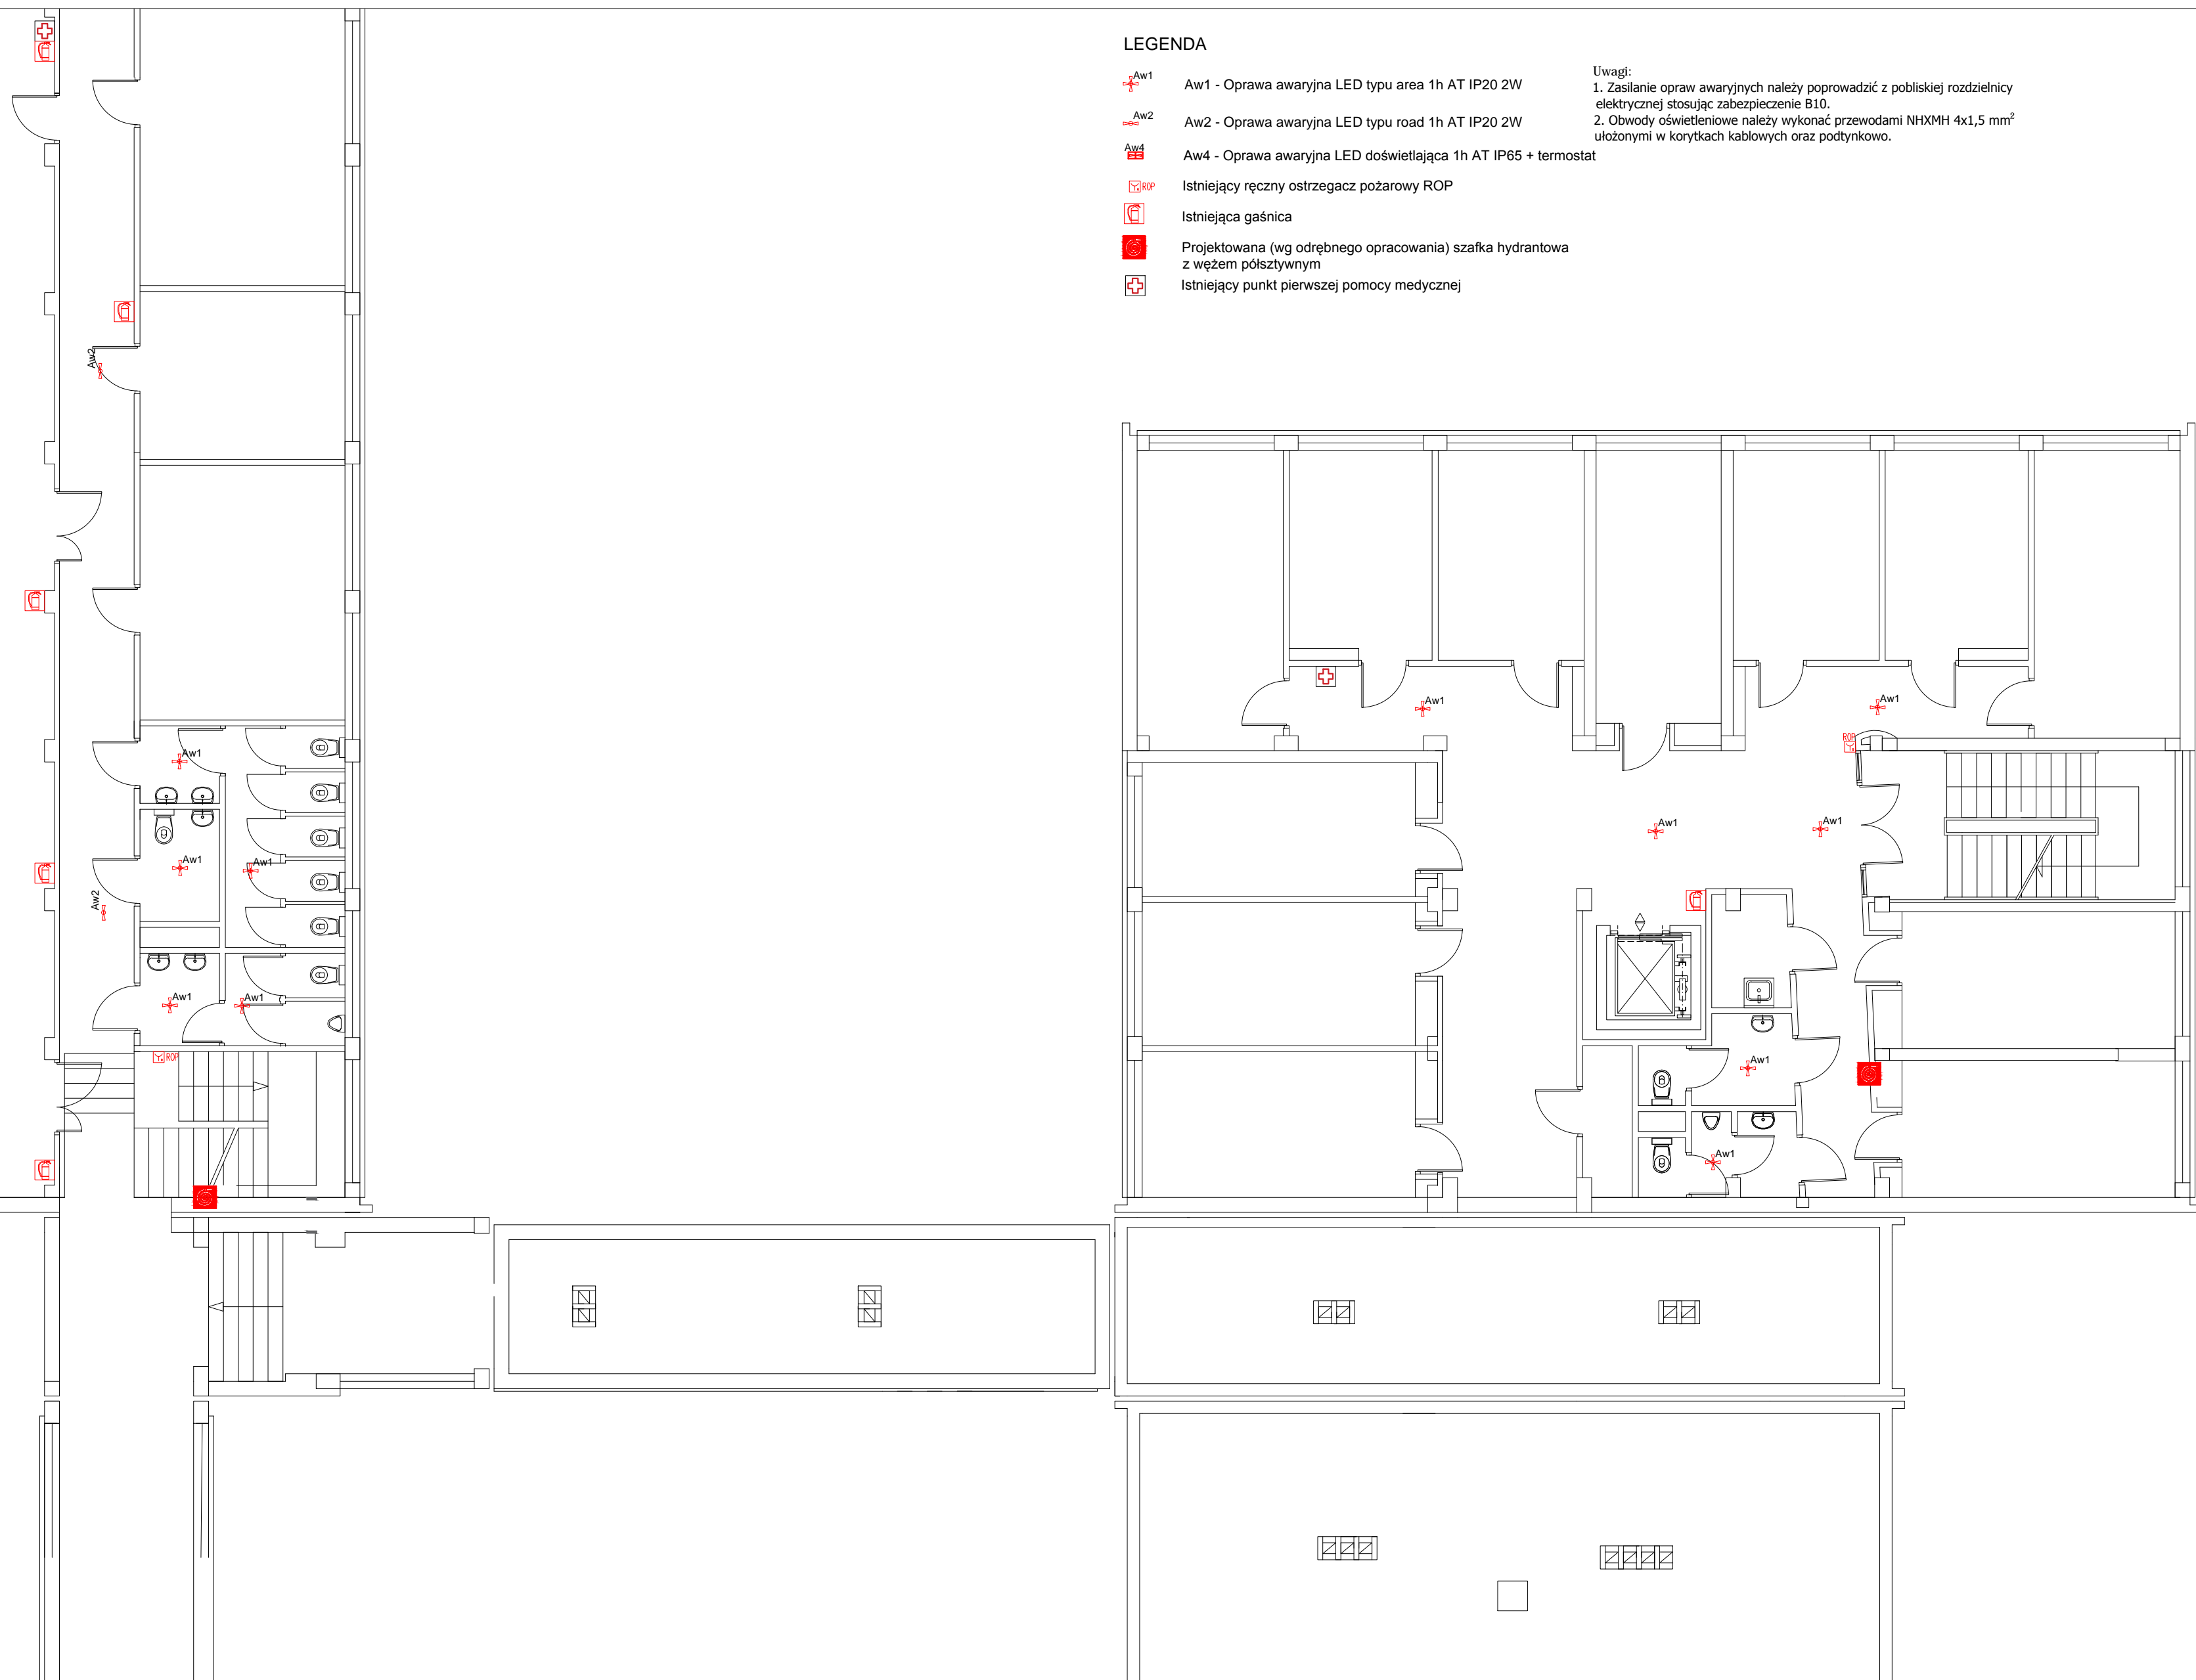 LEGENDA
Aw1
Aw1 - Oprawa awaryjna LED typu area 1h AT IP20 2W
Aw2
Aw2 - Oprawa awaryjna LED typu road 1h AT IP20 2W
Aw4
Aw4 - Oprawa awaryjna LED doświetlająca 1h AT IP65 + termostat
ROP
Istniejący ręczny ostrzegacz pożarowy ROP
Istniejąca gaśnica
Projektowana (wg odrębnego opracowania) szafka hydrantowa
z wężem półsztywnym
Istniejący punkt pierwszej pomocy medycznej
Uwagi:
1. Zasilanie opraw awaryjnych należy poprowadzić z pobliskiej rozdzielnicy
elektrycznej stosując zabezpieczenie B10.
2. Obwody oświetleniowe należy wykonać przewodami NHXMH 4x1,5 mm²
ułożonymi w korytkach kablowych oraz podtynkowo.
Aw2
Aw1
Aw1
Aw1
Aw2
Aw1
Aw1
ROP
Aw1
Aw1
ROP
Aw1
Aw1
Aw1
Aw1